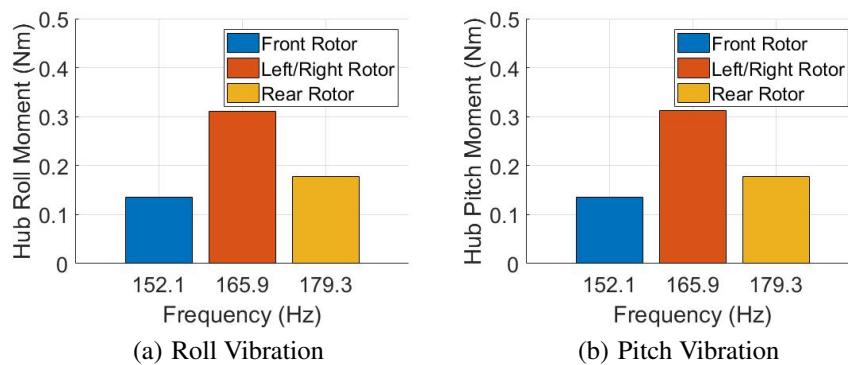 Hub Roll Moment (Nm)
0.5
0.4
0.3
0.2
0.1
0
Front Rotor
Left/Right Rotor
Rear Rotor
152.1 165.9 179.3
Frequency (Hz)
(a) Roll Vibration
Hub Pitch Moment (Nm)
0.5
0.4
0.3
0.2
0.1
0
Front Rotor
Left/Right Rotor
Rear Rotor
152.1 165.9 179.3
Frequency (Hz)
(b) Pitch Vibration